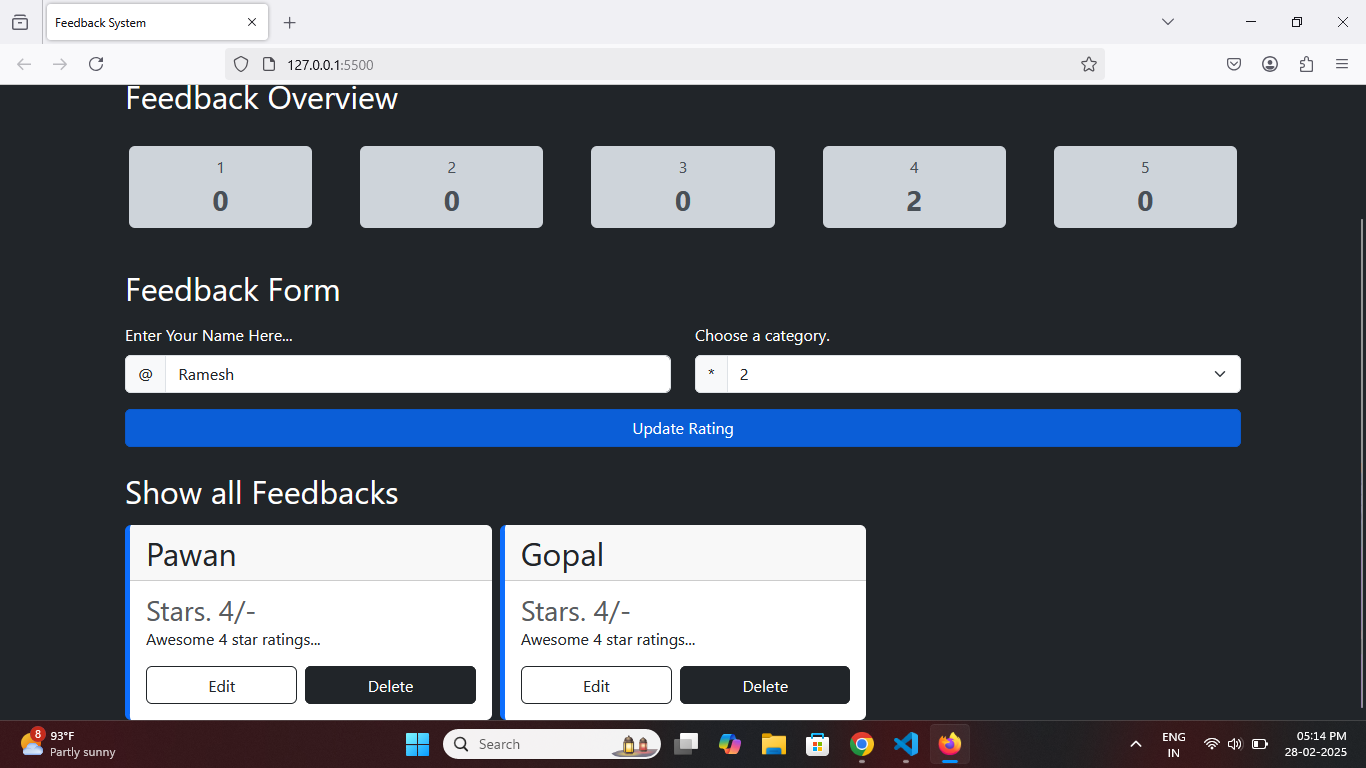 Feedback System
127.0.0.1:5500
Feedback Overview
1 2 3 4 5
0 0 0 2 0
Feedback Form
Enter Your Name Here... Choose a category.
@ Ramesh * 2
Update Rating
Show all Feedbacks
Pawan Gopal
Stars. 4/- Stars. 4/-
Awesome 4 star ratings... Awesome 4 star ratings...
Edit Delete Edit Delete
8 93°F
Partly sunny
Search
ENG
IN
05:14 PM
28-02-2025